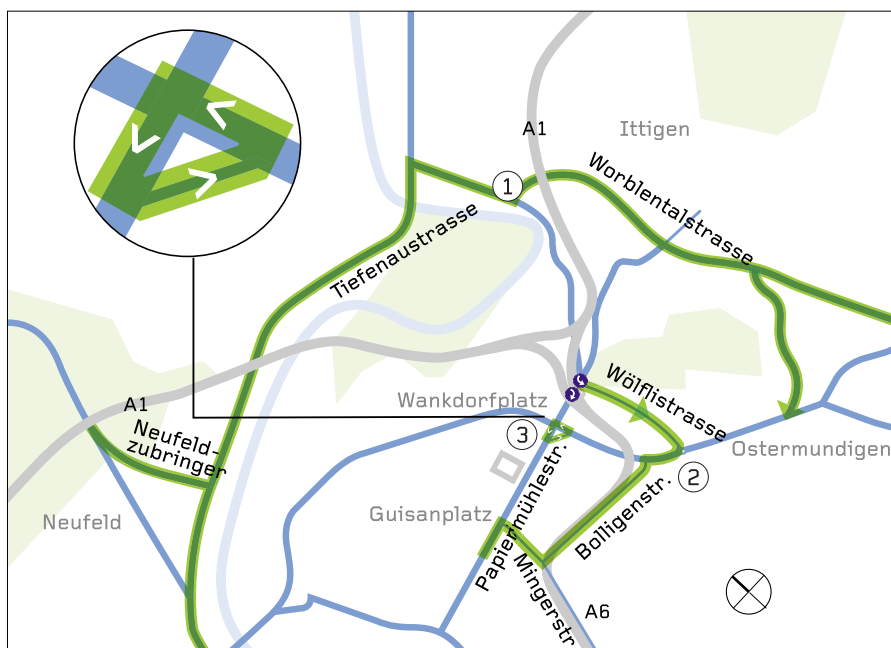 A1
Ittigen
1
Worblentalstrasse
Tiefenaustrasse
A1
Wankdorfplatz
Wölflistrasse
Neufeld-
zubringer
3
Ostermundigen
2
Neufeld
Guisanplatz
Papiermühlestr.
Bolligenstr.
Mingerstr.
A6